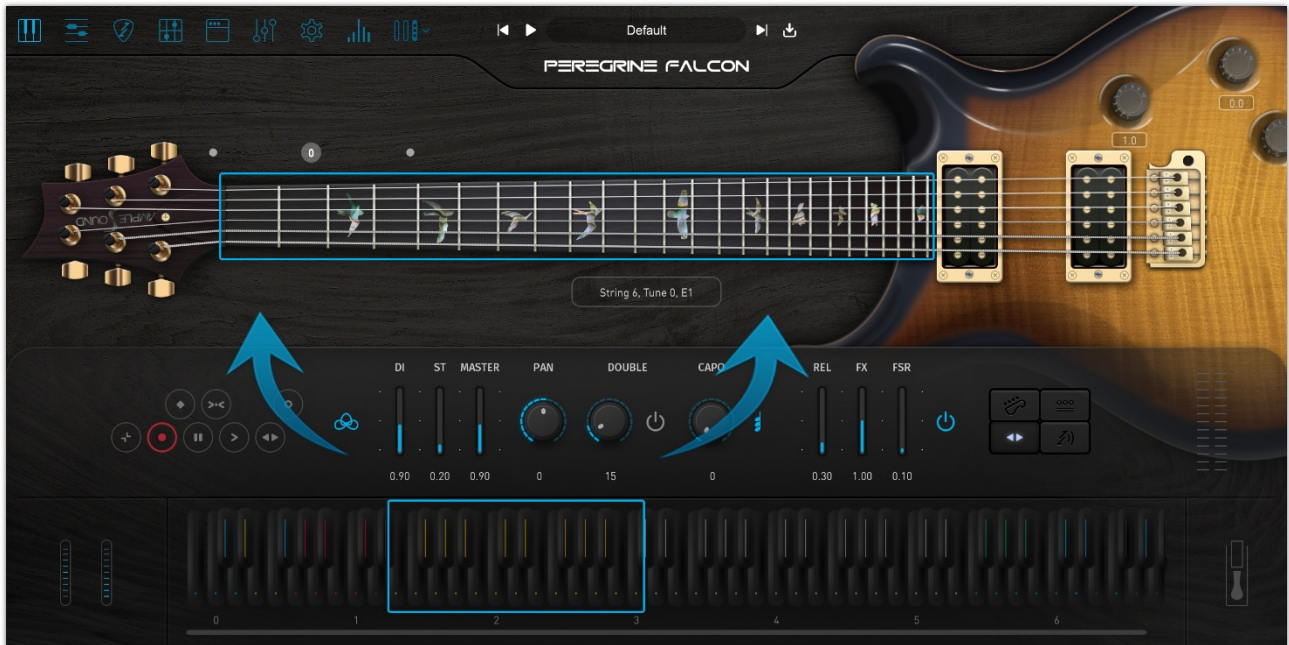 Default
PEREGRINE FALCON
0.0
1.0
0
AMPLE SOUND
String 6, Tune 0, E1
DI ST MASTER PAN DOUBLE CAPO REL FX FSR
0.90 0.20 0.90 0 15 0 0.30 1.00 0.10
0 1 2 3 4 5 6